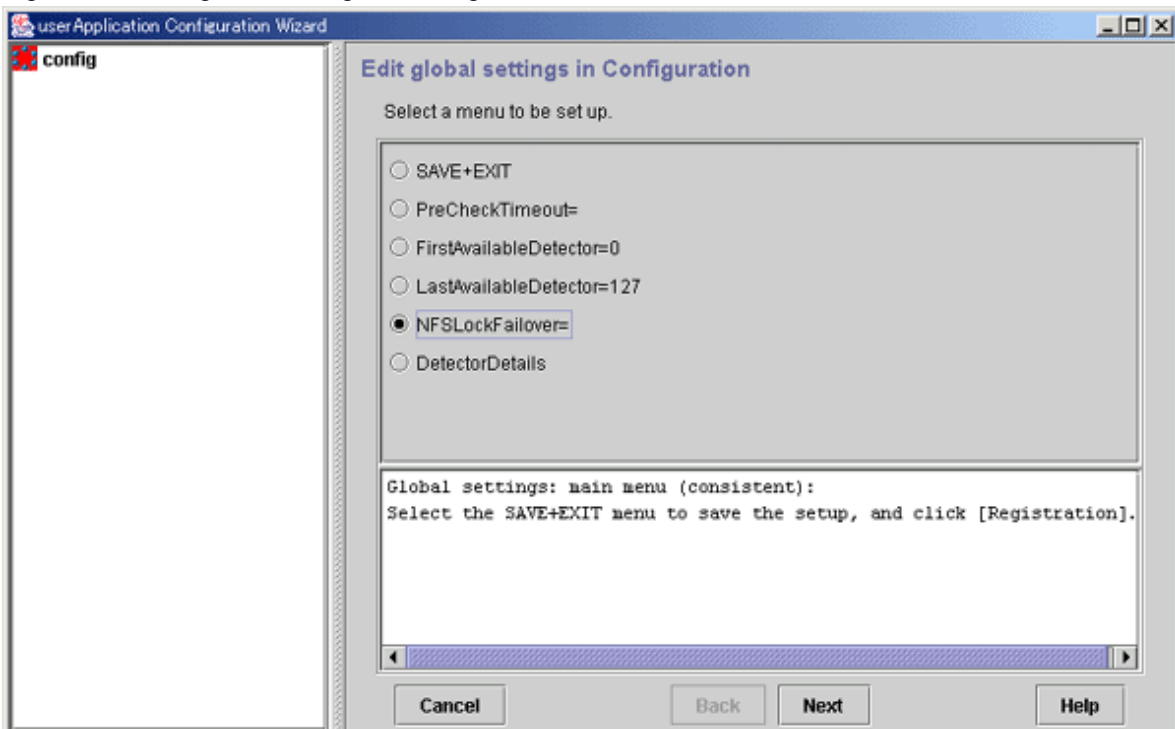 userApplication Configuration Wizard
config
Edit global settings in Configuration
Select a menu to be set up.
SAVE+EXIT
PreCheckTimeout=
FirstAvailableDetector=0
LastAvailableDetector=127
NFSLockFailover=
DetectorDetails
Global settings: main menu (consistent):
Select the SAVE+EXIT menu to save the setup, and click [Registration].
Cancel
Back
Next
Help